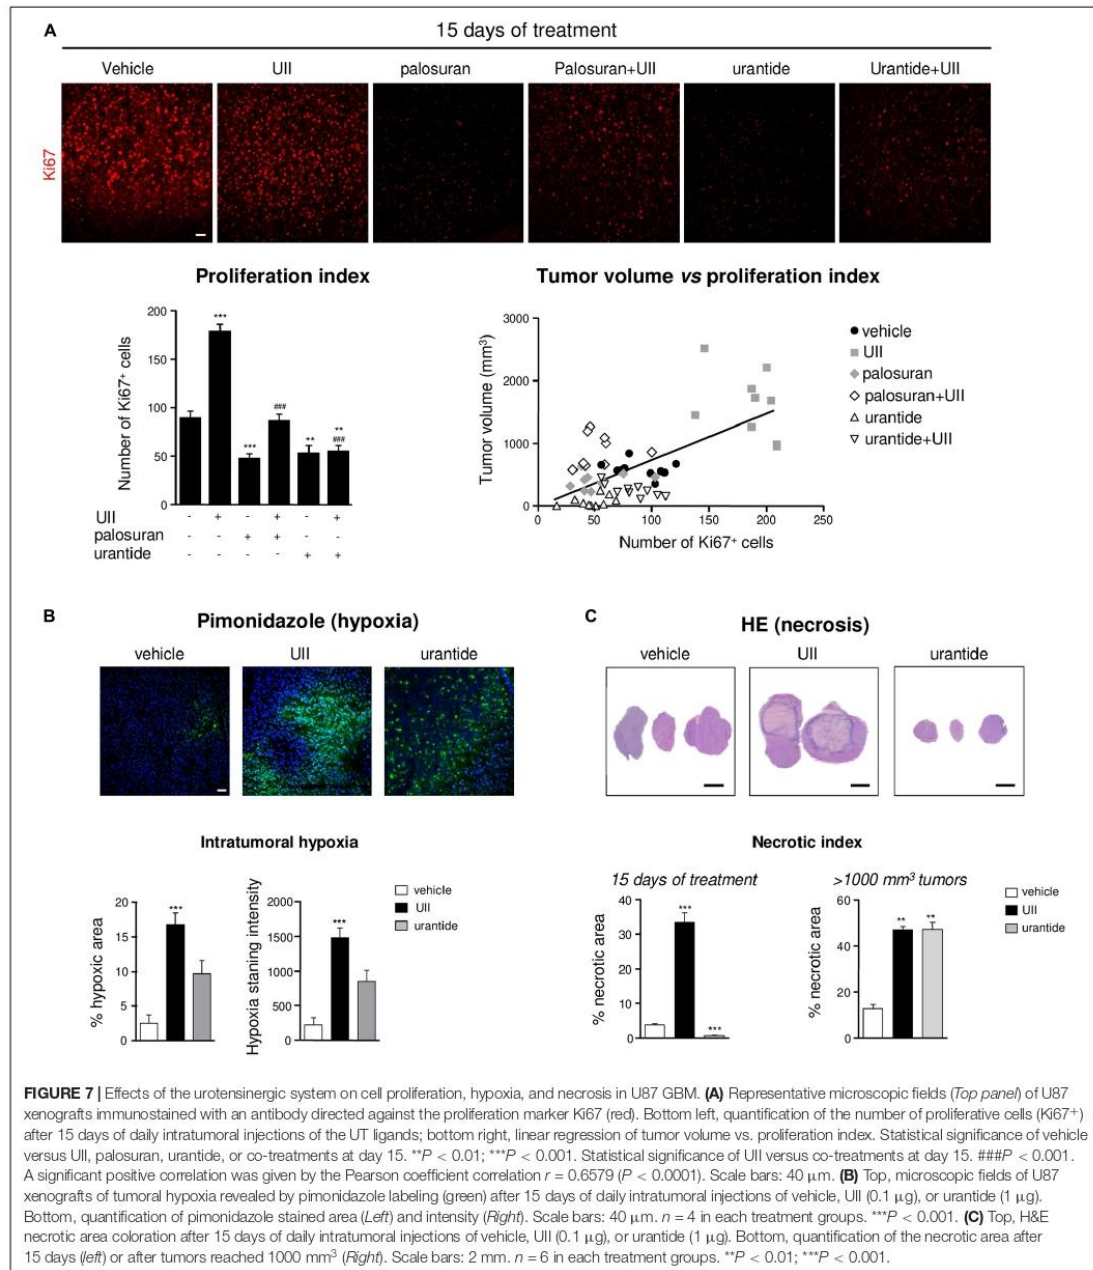 A
15 days of treatment
Vehicle UII palosuran Palosuran+UII urantide Urantide+UII
Ki67
Proliferation index
Number of Ki67+ cells
200
150
100
50
0
***
***
###
**
**
###
UII - + - + - +
palosuran - - + + - -
urantide - - - - + +
Tumor volume vs proliferation index
Tumor volume (mm³)
3000
2000
1000
0
0 50 100 150 200 250
Number of Ki67+ cells
vehicle
UII
palosuran
palosuran+UII
urantide
urantide+UII
B
Pimonidazole (hypoxia)
vehicle UII urantide
Intratumoral hypoxia
% hypoxic area
20
15
10
5
0
***
Hypoxia staning intensity
2000
1500
1000
500
0
***
vehicle
UII
urantide
C
HE (necrosis)
vehicle UII urantide
Necrotic index
15 days of treatment
% necrotic area
40
30
20
10
0
***
***
>1000 mm³ tumors
% necrotic area
60
40
20
0
**
**
vehicle
UII
urantide
FIGURE 7 | Effects of the urotensinergic system on cell proliferation, hypoxia, and necrosis in U87 GBM. (A) Representative microscopic fields (Top panel) of U87
xenografts immunostained with an antibody directed against the proliferation marker Ki67 (red). Bottom left, quantification of the number of proliferative cells (Ki67+)
after 15 days of daily intratumoral injections of the UT ligands; bottom right, linear regression of tumor volume vs. proliferation index. Statistical significance of vehicle
versus UII, palosuran, urantide, or co-treatments at day 15. **P < 0.01; ***P < 0.001. Statistical significance of UII versus co-treatments at day 15. ###P < 0.001.
A significant positive correlation was given by the Pearson coefficient correlation r = 0.6579 (P < 0.0001). Scale bars: 40 μm. (B) Top, microscopic fields of U87
xenografts of tumoral hypoxia revealed by pimonidazole labeling (green) after 15 days of daily intratumoral injections of vehicle, UII (0.1 μg), or urantide (1 μg).
Bottom, quantification of pimonidazole stained area (Left) and intensity (Right). Scale bars: 40 μm. n = 4 in each treatment groups. ***P < 0.001. (C) Top, H&E
necrotic area coloration after 15 days of daily intratumoral injections of vehicle, UII (0.1 μg), or urantide (1 μg). Bottom, quantification of the necrotic area after
15 days (left) or after tumors reached 1000 mm³ (Right). Scale bars: 2 mm. n = 6 in each treatment groups. **P < 0.01; ***P < 0.001.